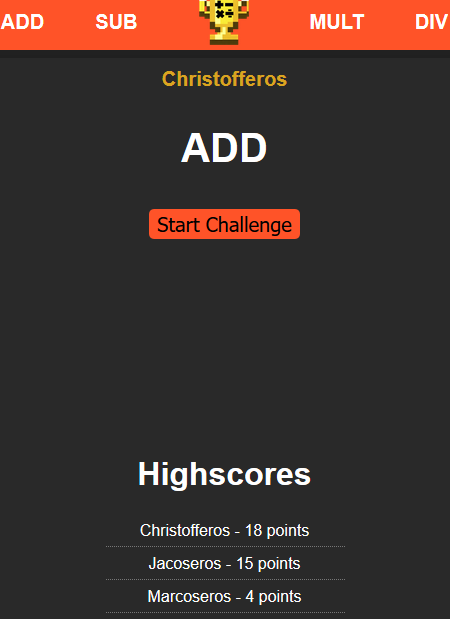 ADD SUB MULT DIV
Christofferos
ADD
Start Challenge
Highscores
Christofferos - 18 points
Jacoseros - 15 points
Marcoseros - 4 points